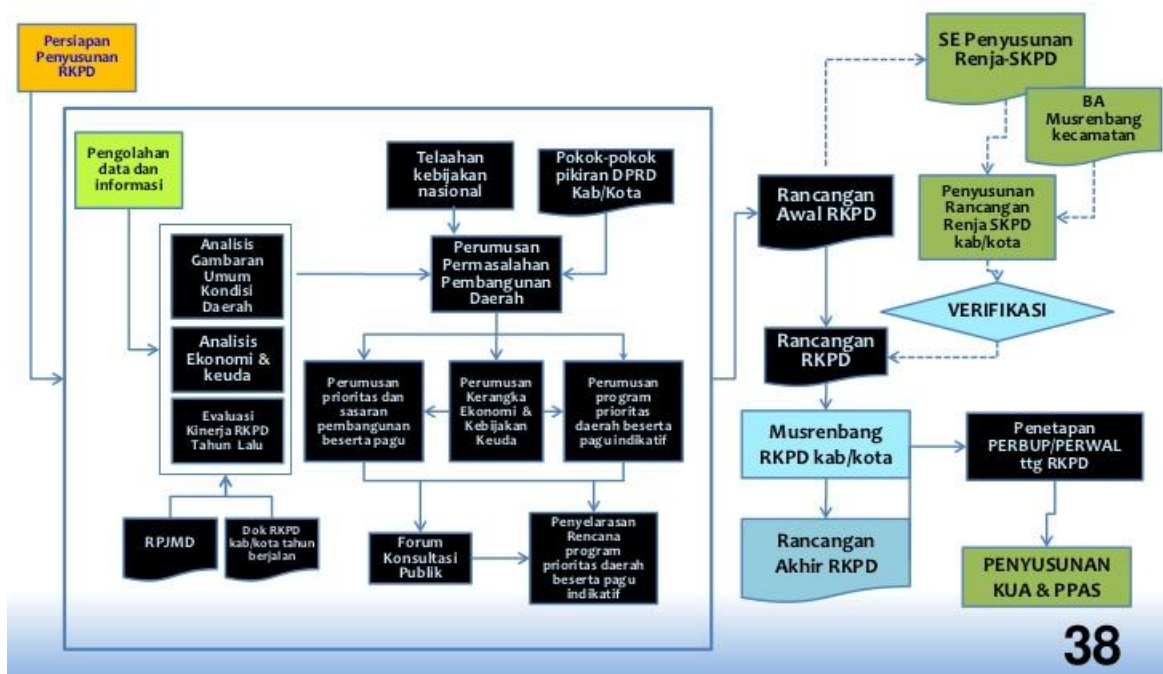 Persiapan
Penyusunan
RKPD
Pengolahan
data dan
informasi
Analisis
Gambaran
Umum
Kondisi
Daerah
Analisis
Ekonomi &
keuda
Evaluasi
Kinerja RKPD
Tahun Lalu
RPJMD
Dok RKPD
kab/kota tahun
berjalan
Telaahan
kebijakan
nasional
Pokok-pokok
pikiran DPRD
Kab/Kota
Perumusan
Permasalahan
Pembangunan
Daerah
Perumusan
prioritas dan
sasaran
pembangunan
beserta pagu
Perumusan
Kerangka
Ekonomi &
Kebijakan
Keuda
Perumusan
program
prioritas
daerah beserta
pagu indikatif
Forum
Konsultasi
Publik
Penyelarasan
Rencana
program
prioritas daerah
beserta pagu
indikatif
Rancangan
Awal RKPD
Rancangan
RKPD
Musrenbang
RKPD kab/kota
Rancangan
Akhir RKPD
SE Penyusunan
Renja-SKPD
BA
Musrenbang
kecamatan
Penyusunan
Rancangan
Renja SKPD
kab/kota
VERIFIKASI
Penetapan
PERBUP/PERWAL
ttg RKPD
PENYUSUNAN
KUA & PPAS
38